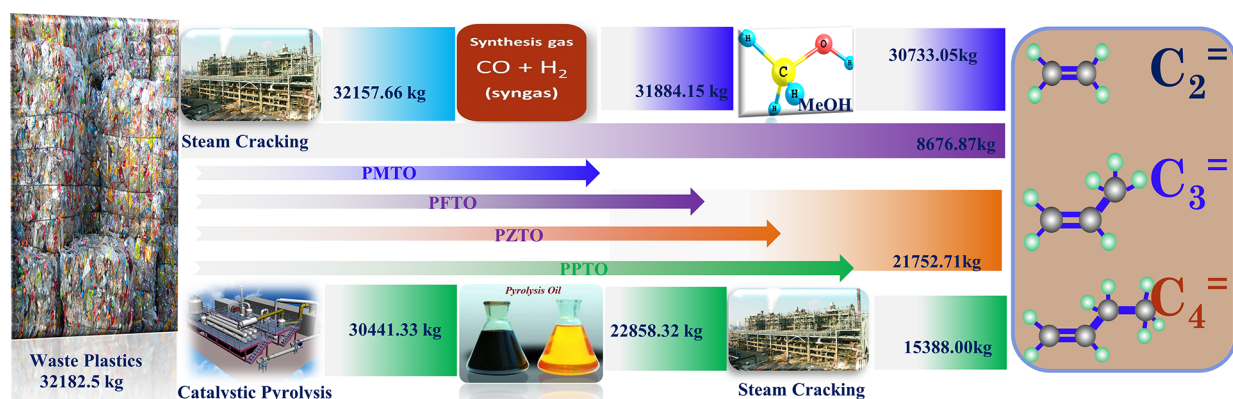 Waste Plastics
32182.5 kg
Steam Cracking
32157.66 kg
Synthesis gas
CO + H₂
(syngas)
31884.15 kg
H
O
H
C
H
H
MeOH
30733.05kg
8676.87kg
PMTO
PFTO
PZTO
PPTO
21752.71kg
Catalystic Pyrolysis
30441.33 kg
Pyrolysis Oil
22858.32 kg
Steam Cracking
15388.00kg
C₂⁼
C₃⁼
C₄⁼